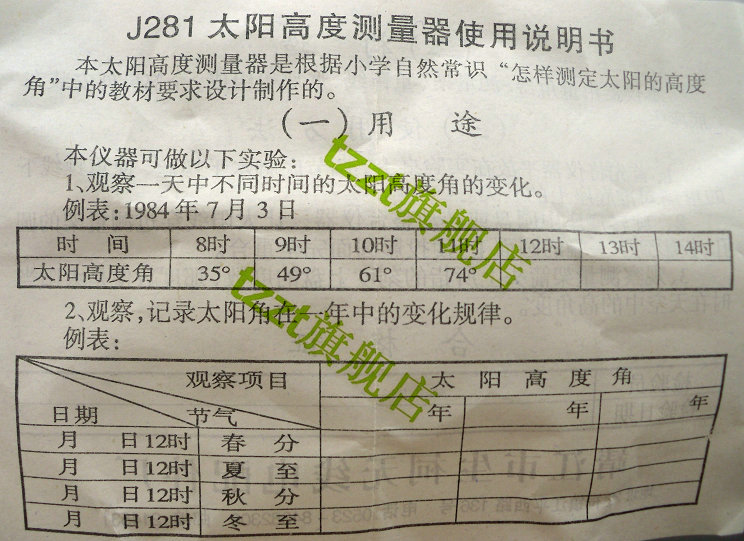 J281 太阳高度测量器使用说明书
本太阳高度测量器是根据小学自然常识“怎样测定太阳的高度
角”中的教材要求设计制作的。
(一)用 途
本仪器可做以下实验:
1、观察一天中不同时间的太阳高度角的变化。
例表:1984年7月3日
时 间 8时 9时 10时 11时 12时 13时 14时
太阳高度角 35° 49° 61° 74°
2、观察,记录太阳角在一年中的变化规律。
例表:
观察项目 太 阳 高 度 角
日期 节气 年 年 年
月 日12时 春 分
月 日12时 夏 至
月 日12时 秋 分
月 日12时 冬 至
tzzt旗舰店
tzzt旗舰店